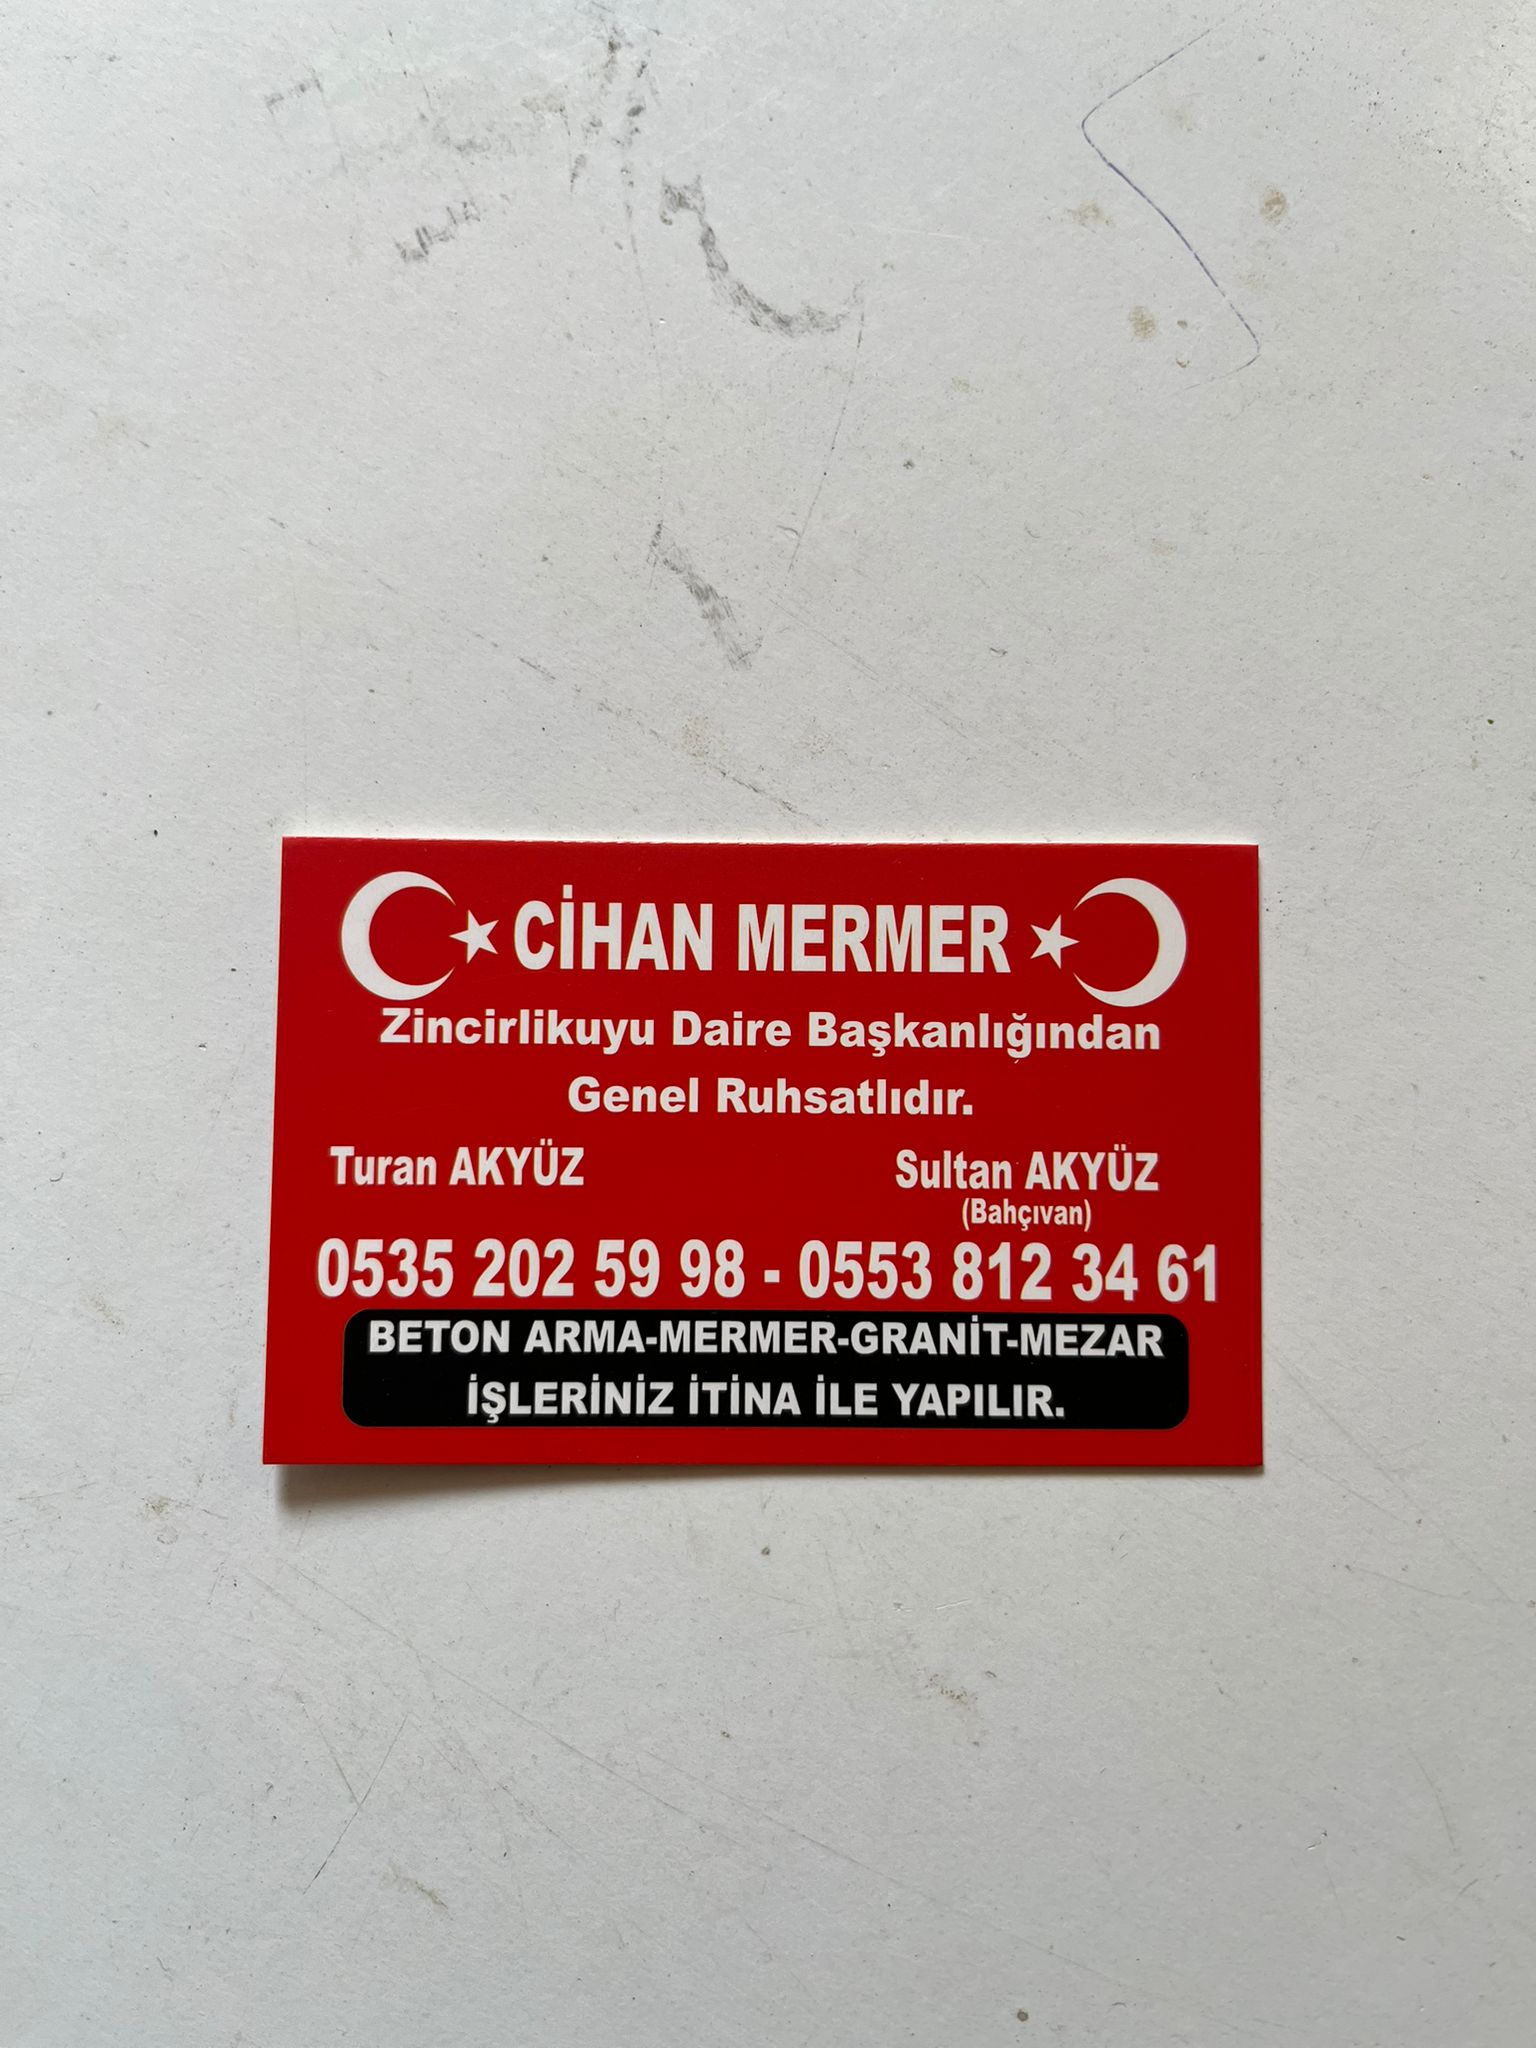 CİHAN MERMER
Zincirlikuyu Daire Başkanlığından
Genel Ruhsatlıdır.
Turan AKYÜZ Sultan AKYÜZ
(Bahçıvan)
0535 202 59 98 - 0553 812 34 61
BETON ARMA-MERMER-GRANİT-MEZAR
İŞLERİNİZ İTİNA İLE YAPILIR.